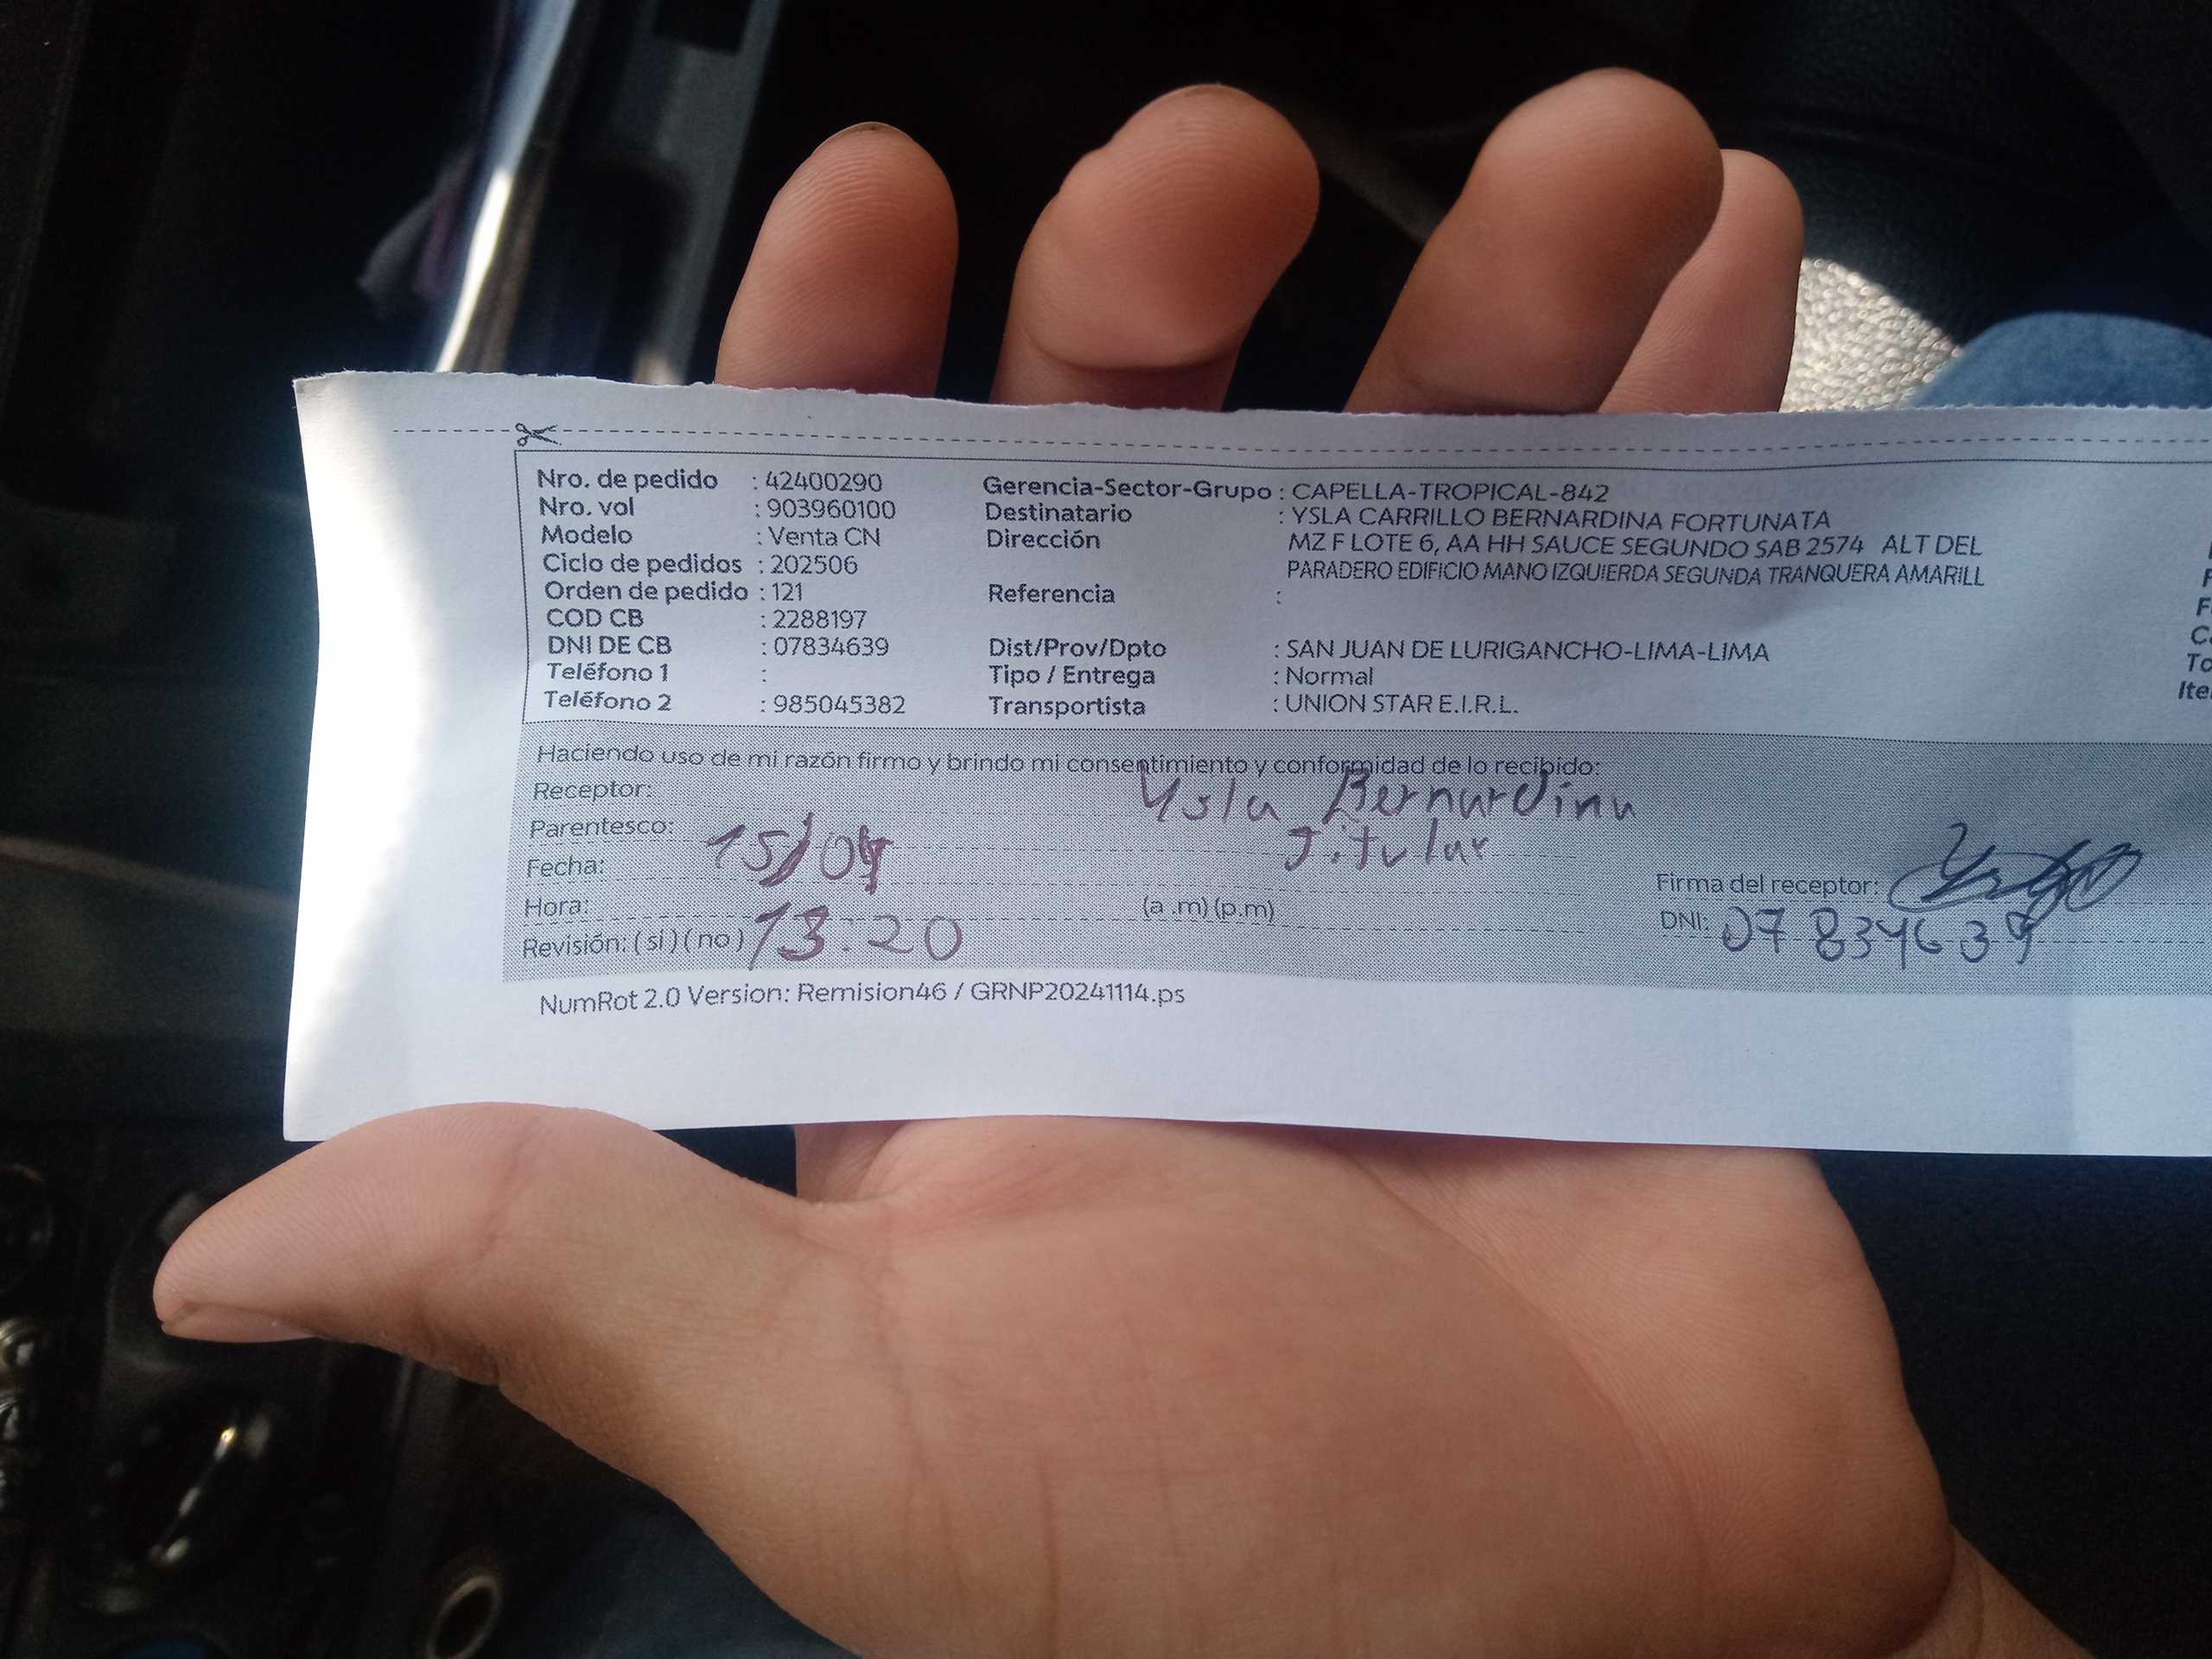 Nro. de pedido : 42400290
Nro. vol : 903960100
Modelo : Venta CN
Ciclo de pedidos : 202506
Orden de pedido : 121
COD CB : 2288197
DNI DE CB : 07834639
Teléfono 1 :
Teléfono 2 : 985045382
Gerencia-Sector-Grupo : CAPELLA-TROPICAL-842
Destinatario : YSLA CARRILLO BERNARDINA FORTUNATA
Dirección MZ F LOTE 6, AA HH SAUCE SEGUNDO SAB 2574 ALT DEL
PARADERO EDIFICIO MANO IZQUIERDA SEGUNDA TRANQUERA AMARILL
Referencia :
Dist/Prov/Dpto : SAN JUAN DE LURIGANCHO-LIMA-LIMA
Tipo / Entrega : Normal
Transportista : UNION STAR E.I.R.L.
Haciendo uso de mi razón firmo y brindo mi consentimiento y conformidad de lo recibido:
Receptor: Ysla Bernardina
Parentesco: Titular
Fecha: 15/04
Hora: 13:20 (a .m) (p.m)
Revisión: (si) (no)
Firma del receptor:
DNI: 07834639
NumRot 2.0 Version: Remision46 / GRNP20241114.ps